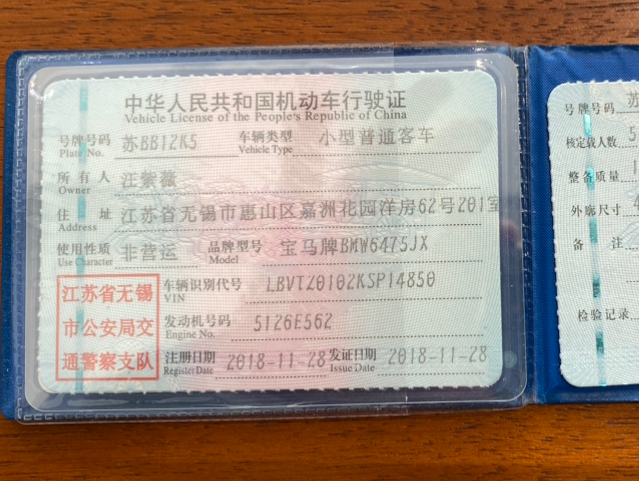 中华人民共和国机动车行驶证
Vehicle License of the People's Republic of China
号牌号码 苏BB12K5 车辆类型 小型普通客车
Plate No. Vehicle Type
所有人 汪紫薇
Owner
住址 江苏省无锡市惠山区嘉洲花园洋房62号201室
Address
使用性质 非营运 品牌型号 宝马牌BMW6475JX
Use Character Model
江苏省无锡
市公安局交
通警察支队
车辆识别代号 LBVTZ0102KSP14850
VIN
发动机号码 5126E562
Engine No.
注册日期 2018-11-28 发证日期 2018-11-28
Register Date Issue Date
号牌号码 苏
核定载人数 5
整备质量 1
外廓尺寸 4
备注
检验记录